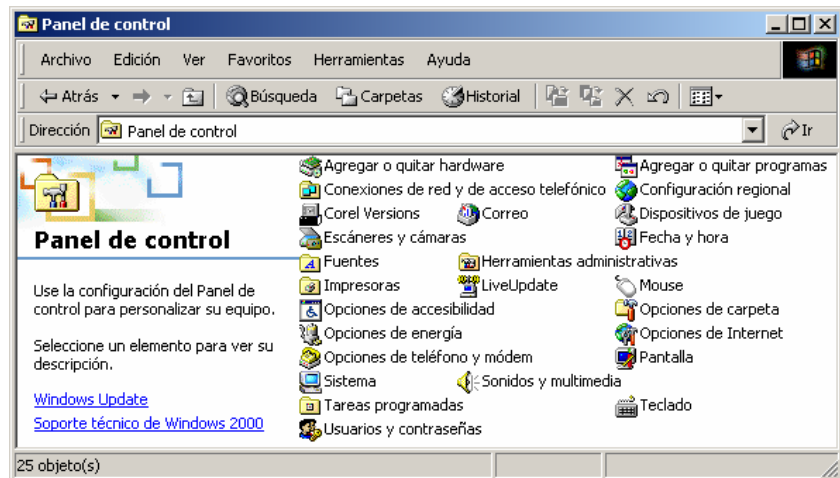 Panel de control
Archivo Edición Ver Favoritos Herramientas Ayuda
Atrás Búsqueda Carpetas Historial
Dirección Panel de control Ir
Panel de control
Use la configuración del Panel de
control para personalizar su equipo.
Seleccione un elemento para ver su
descripción.
Windows Update
Soporte técnico de Windows 2000
Agregar o quitar hardware Agregar o quitar programas
Conexiones de red y de acceso telefónico Configuración regional
Corel Versions Correo Dispositivos de juego
Escáneres y cámaras Fecha y hora
Fuentes Herramientas administrativas
Impresoras LiveUpdate Mouse
Opciones de accesibilidad Opciones de carpeta
Opciones de energía Opciones de Internet
Opciones de teléfono y módem Pantalla
Sistema Sonidos y multimedia
Tareas programadas Teclado
Usuarios y contraseñas
25 objeto(s)